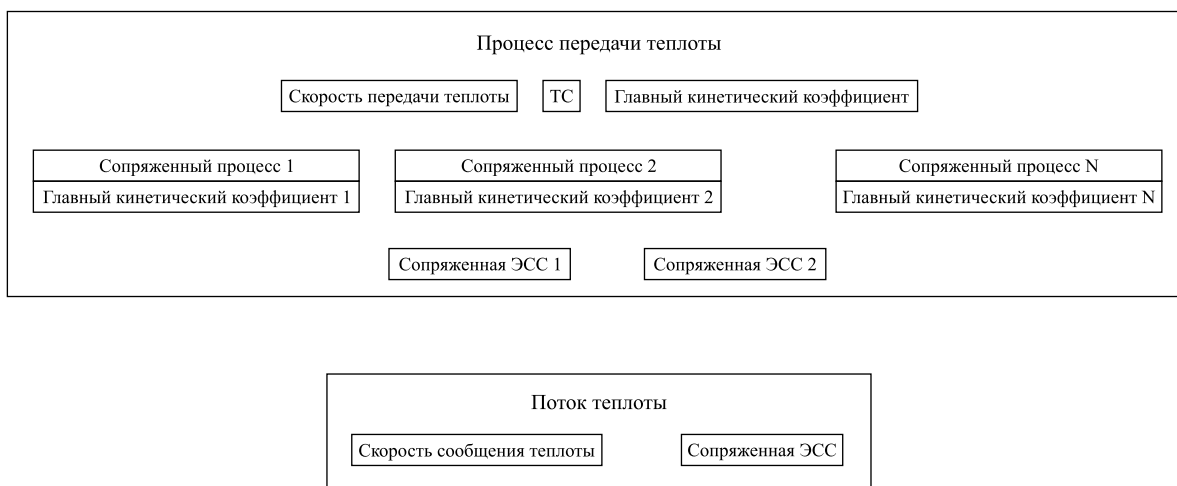 Процесс передачи теплоты
Скорость передачи теплоты ТС Главный кинетический коэффициент
Сопряженный процесс 1 Сопряженный процесс 2 Сопряженный процесс N
Главный кинетический коэффициент 1 Главный кинетический коэффициент 2 Главный кинетический коэффициент N
Сопряженная ЭСС 1 Сопряженная ЭСС 2
Поток теплоты
Скорость сообщения теплоты Сопряженная ЭСС